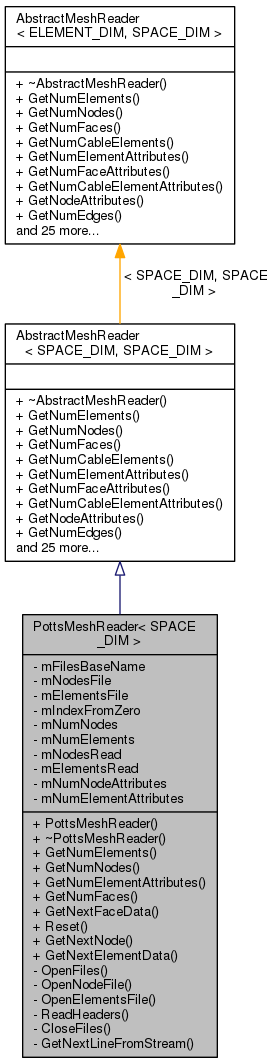 AbstractMeshReader
< ELEMENT_DIM, SPACE_DIM >
+ ~AbstractMeshReader()
+ GetNumElements()
+ GetNumNodes()
+ GetNumFaces()
+ GetNumCableElements()
+ GetNumElementAttributes()
+ GetNumFaceAttributes()
+ GetNumCableElementAttributes()
+ GetNodeAttributes()
+ GetNumEdges()
and 25 more...
< SPACE_DIM, SPACE
_DIM >
AbstractMeshReader
< SPACE_DIM, SPACE_DIM >
+ ~AbstractMeshReader()
+ GetNumElements()
+ GetNumNodes()
+ GetNumFaces()
+ GetNumCableElements()
+ GetNumElementAttributes()
+ GetNumFaceAttributes()
+ GetNumCableElementAttributes()
+ GetNodeAttributes()
+ GetNumEdges()
and 25 more...
PottsMeshReader< SPACE
_DIM >
- mFilesBaseName
- mNodesFile
- mElementsFile
- mIndexFromZero
- mNumNodes
- mNumElements
- mNodesRead
- mElementsRead
- mNumNodeAttributes
- mNumElementAttributes
+ PottsMeshReader()
+ ~PottsMeshReader()
+ GetNumElements()
+ GetNumNodes()
+ GetNumElementAttributes()
+ GetNumFaces()
+ GetNextFaceData()
+ Reset()
+ GetNextNode()
+ GetNextElementData()
- OpenFiles()
- OpenNodeFile()
- OpenElementsFile()
- ReadHeaders()
- CloseFiles()
- GetNextLineFromStream()